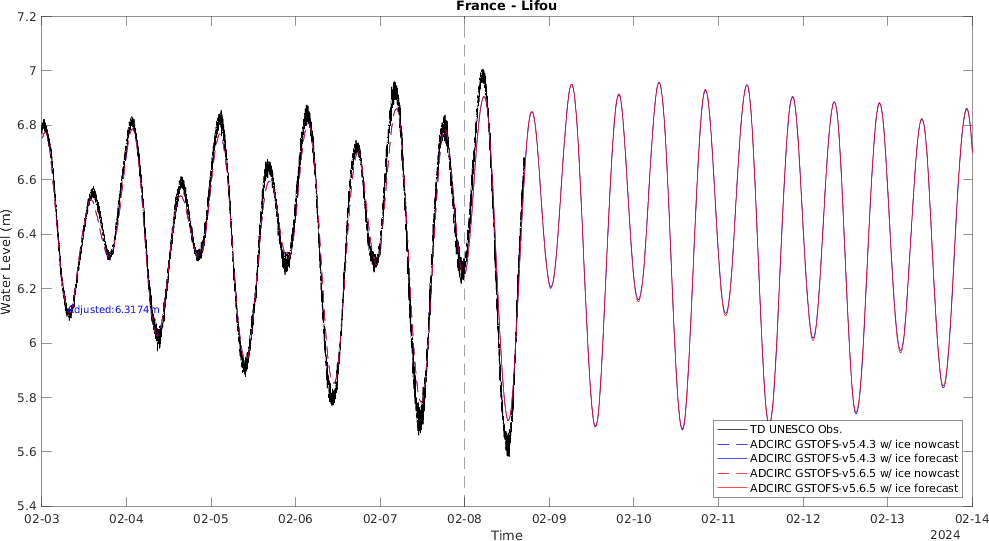 France - Lifou
7.2
7
6.8
6.6
6.4
6.2
6
5.8
5.6
5.4
Water Level (m)
Adjusted:6.3174m
TD UNESCO Obs.
ADCIRC GSTOFS-v5.4.3 w/ ice nowcast
ADCIRC GSTOFS-v5.4.3 w/ ice forecast
ADCIRC GSTOFS-v5.6.5 w/ ice nowcast
ADCIRC GSTOFS-v5.6.5 w/ ice forecast
02-03 02-04 02-05 02-06 02-07 02-08 02-09 02-10 02-11 02-12 02-13 02-14
Time
2024